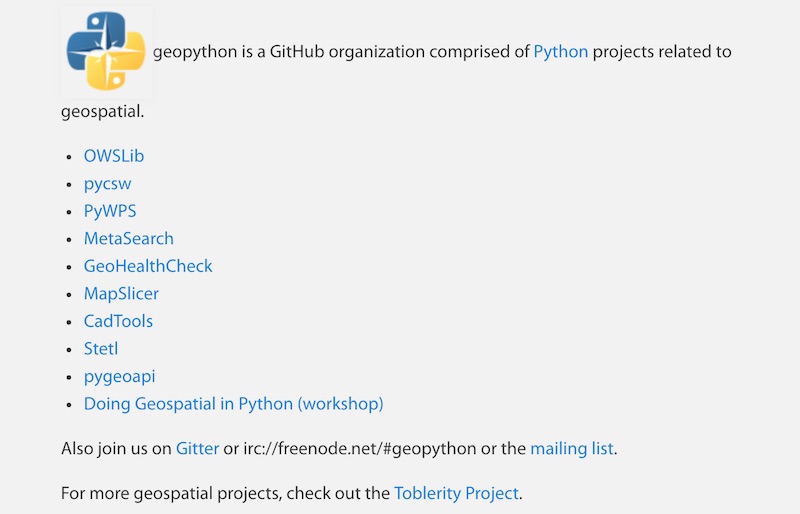 geopython is a GitHub organization comprised of Python projects related to
geospatial.
OWSLib
pycsw
PyWPS
MetaSearch
GeoHealthCheck
MapSlicer
CadTools
Stetl
pygeoapi
Doing Geospatial in Python (workshop)
Also join us on Gitter or irc://freenode.net/#geopython or the mailing list.
For more geospatial projects, check out the Toblerity Project.